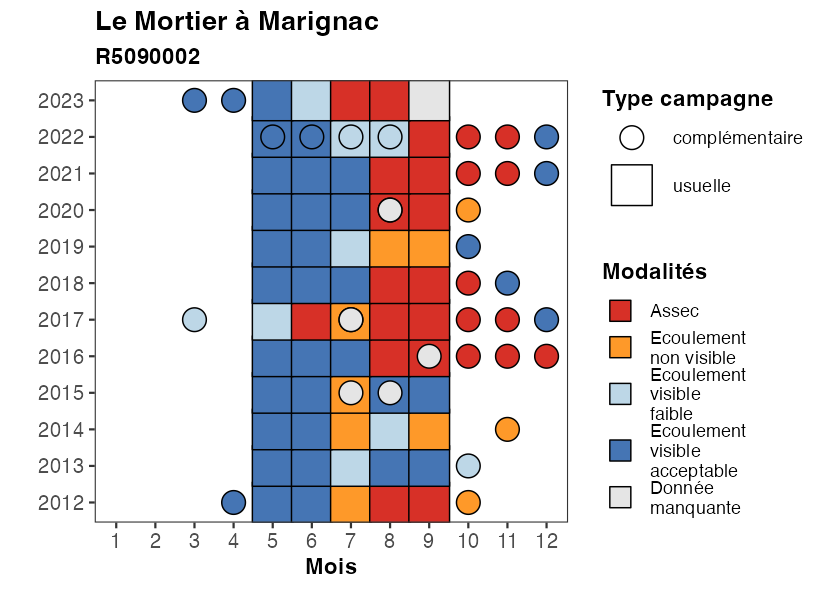 Le Mortier à Marignac
R5090002
2023
2022
2021
2020
2019
2018
2017
2016
2015
2014
2013
2012
1 2 3 4 5 6 7 8 9 10 11 12
Mois
Type campagne
complémentaire
usuelle
Modalités
Assec
Ecoulement
non visible
Ecoulement
visible
faible
Ecoulement
visible
acceptable
Donnée
manquante